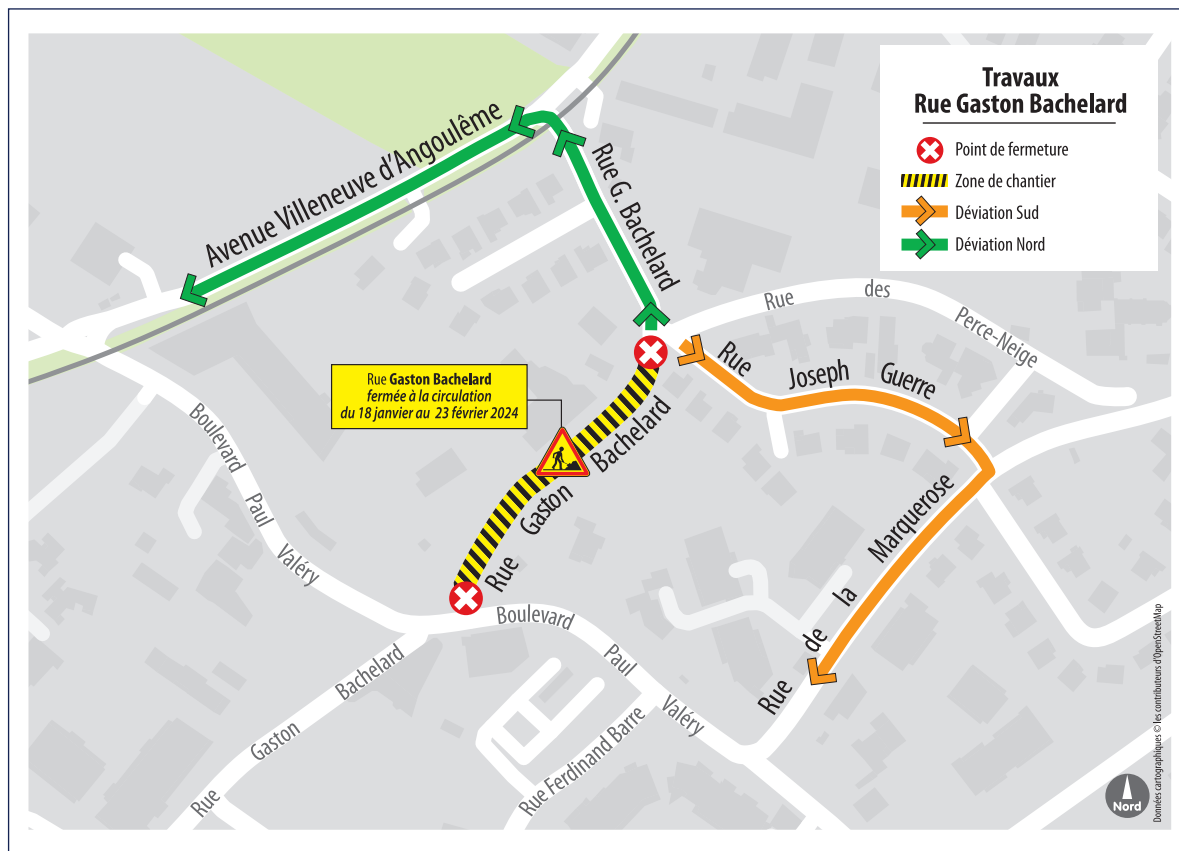 Travaux
Rue Gaston Bachelard
Point de fermeture
Zone de chantier
Déviation Sud
Déviation Nord
Avenue Villeneuve d'Angoulême
Rue G. Bachelard
Rue des Perce-Neige
Rue Joseph Guerre
Rue Gaston Bachelard
fermée à la circulation
du 18 janvier au 23 février 2024
Rue Gaston Bachelard
Rue de la Marquerose
Boulevard Paul Valéry
Boulevard Paul Valéry
Rue Gaston Bachelard
Rue Ferdinand Barre
Nord
Données cartographiques © les contributeurs d'OpenStreetMap